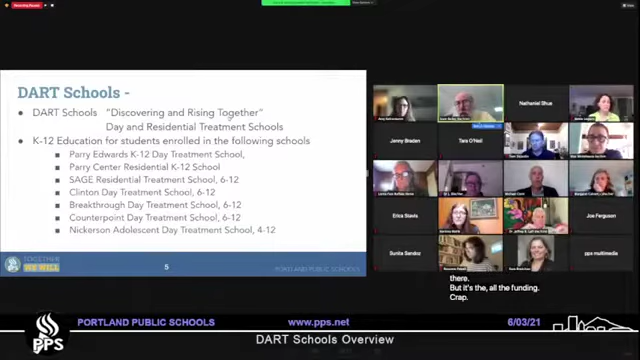 DART Schools -
DART Schools "Discovering and Rising Together"
Day and Residential Treatment Schools
K-12 Education for students enrolled in the following schools
Parry Edwards K-12 Day Treatment School,
Parry Center Residential K-12 School
SAGE Residential Treatment School, 6-12
Clinton Day Treatment School, 6-12
Breakthrough Day Treatment School, 6-12
Counterpoint Day Treatment School, 6-12
Nickerson Adolescent Day Treatment School, 4-12
TOGETHER
WE WILL
5
PORTLAND PUBLIC SCHOOLS
Nathaniel Shue
Jenny Braden
Tara O'Neil
Erica Stavis
Joe Ferguson
Sunita Sandoz
pps multimedia
there.
But it's the, all the funding.
Crap.
PPS
PORTLAND PUBLIC SCHOOLS
www.pps.net
6/03/21
DART Schools Overview